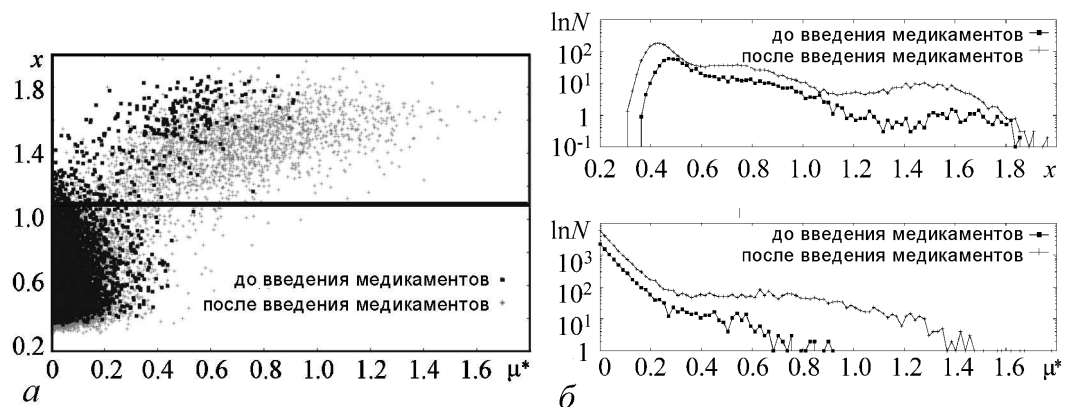 x
1.8
1.4
1.0
0.6
0.2
до введения медикаментов
после введения медикаментов
0 0.2 0.4 0.6 0.8 1.0 1.2 1.4 1.6 μ*
а
lnN
10²
10¹
1
10⁻¹
до введения медикаментов
после введения медикаментов
0.2 0.4 0.6 0.8 1.0 1.2 1.4 1.6 1.8 x
lnN
10³
10²
10¹
1
до введения медикаментов
после введения медикаментов
0 0.2 0.4 0.6 0.8 1.0 1.2 1.4 1.6 1.8 μ*
б